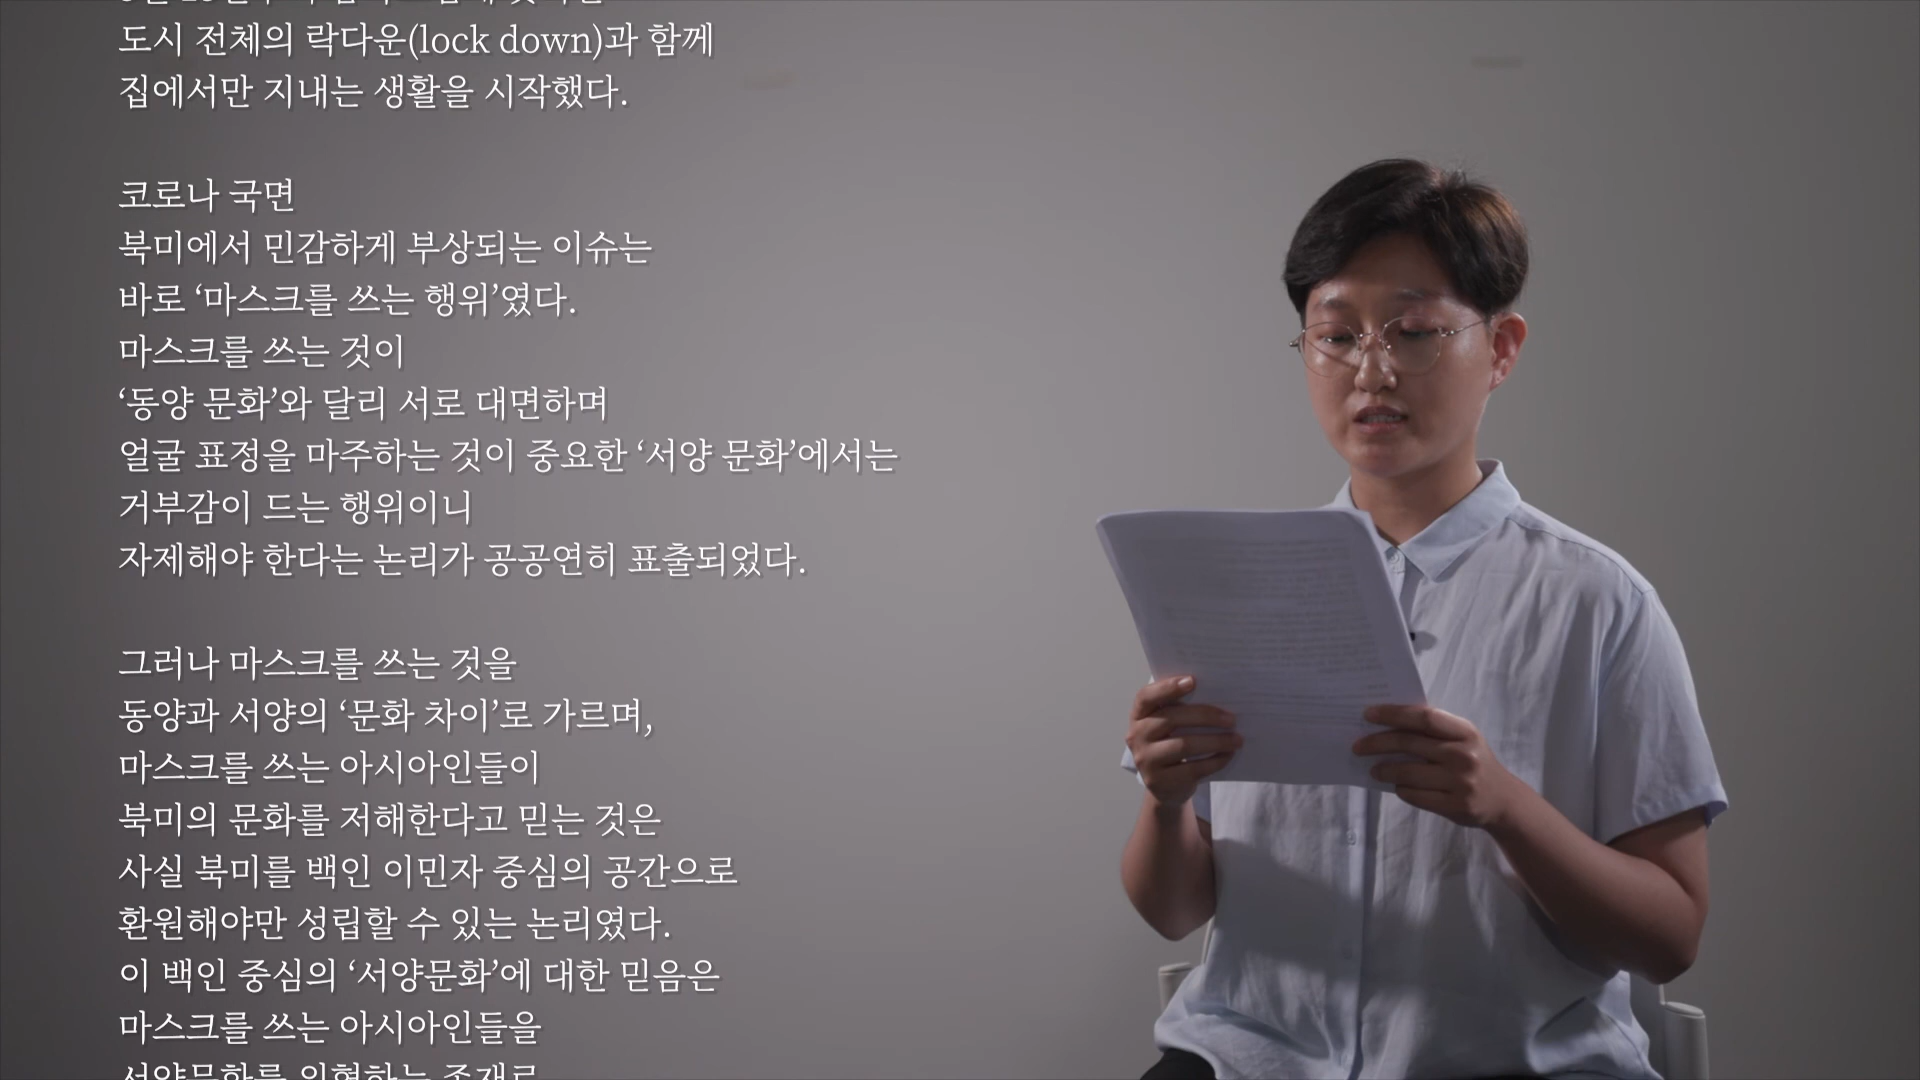 도시 전체의 락다운(lock down)과 함께
집에서만 지내는 생활을 시작했다.
코로나 국면
북미에서 민감하게 부상되는 이슈는
바로 ‘마스크를 쓰는 행위’였다.
마스크를 쓰는 것이
‘동양 문화’와 달리 서로 대면하며
얼굴 표정을 마주하는 것이 중요한 ‘서양 문화’에서는
거부감이 드는 행위이니
자제해야 한다는 논리가 공공연히 표출되었다.
그러나 마스크를 쓰는 것을
동양과 서양의 ‘문화 차이’로 가르며,
마스크를 쓰는 아시아인들이
북미의 문화를 저해한다고 믿는 것은
사실 북미를 백인 이민자 중심의 공간으로
환원해야만 성립할 수 있는 논리였다.
이 백인 중심의 ‘서양문화’에 대한 믿음은
마스크를 쓰는 아시아인들을
서양문화를 위협하는 존재로